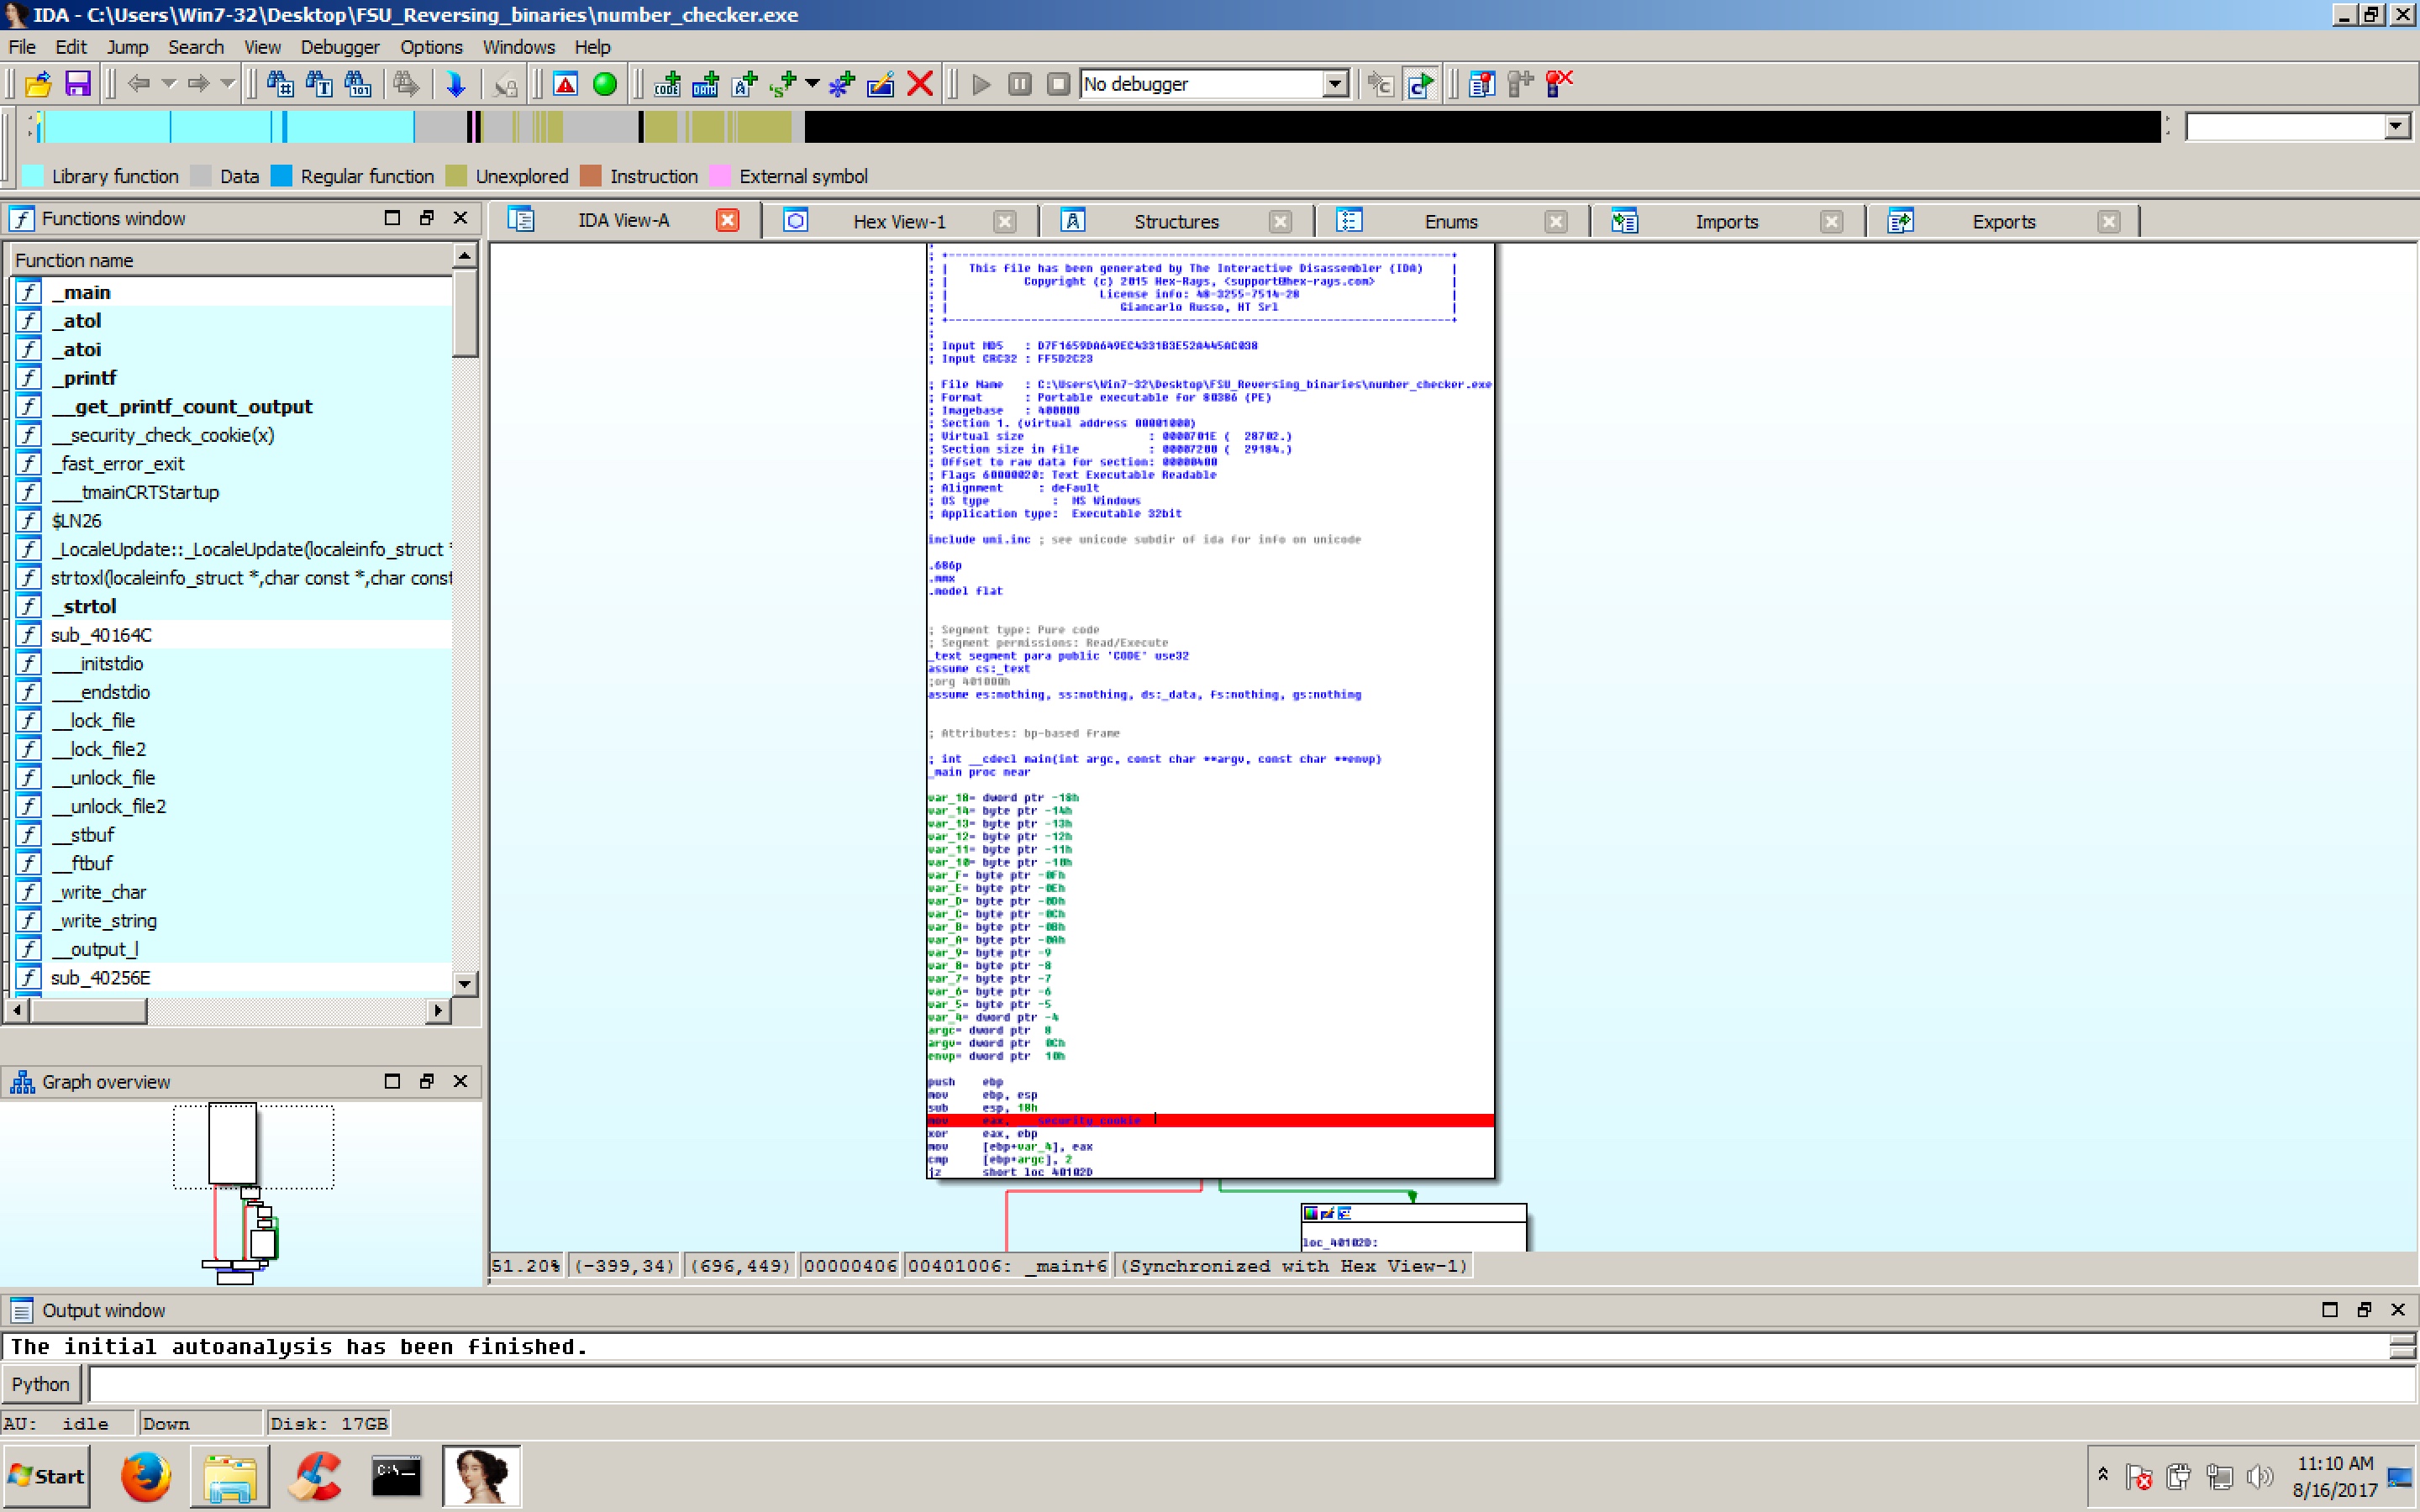 IDA - C:\Users\Win7-32\Desktop\FSU_Reversing_binaries\number_checker.exe
File Edit Jump Search View Debugger Options Windows Help
No debugger
Library function Data Regular function Unexplored Instruction External symbol
Functions window
IDA View-A Hex View-1 Structures Enums Imports Exports
Function name
_main
_atol
_atoi
_printf
__get_printf_count_output
__security_check_cookie(x)
_fast_error_exit
___tmainCRTStartup
$LN26
_LocaleUpdate::_LocaleUpdate(localeinfo_struct *
strtoxl(localeinfo_struct *,char const *,char const
_strtol
sub_40164C
___initstdio
___endstdio
__lock_file
__lock_file2
__unlock_file
__unlock_file2
__stbuf
__ftbuf
_write_char
_write_string
__output_l
sub_40256E
Graph overview
; | This file has been generated by The Interactive Disassembler (IDA) |
; | Copyright (c) 2015 Hex-Rays, <support@hex-rays.com> |
; | License info: 48-3255-7514-28 |
; | Giancarlo Russo, HT Srl |
; Input MD5 : D7F1659DA649EC4331B3E52A445AC038
; Input CRC32 : FF5D2C23
; File Name : C:\Users\Win7-32\Desktop\FSU_Reversing_binaries\number_checker.exe
; Format : Portable executable for 80386 (PE)
; Imagebase : 400000
; Section 1. (virtual address 00001000)
; Virtual size : 0000701E ( 28702.)
; Section size in file : 00007200 ( 29184.)
; Offset to raw data for section: 00000400
; Flags 60000020: Text Executable Readable
; Alignment : default
; OS type : MS Windows
; Application type: Executable 32bit
include uni.inc ; see unicode subdir of ida for info on unicode
.686p
.mmx
.model flat
; Segment type: Pure code
; Segment permissions: Read/Execute
_text segment para public 'CODE' use32
assume cs:_text
;org 401000h
assume es:nothing, ss:nothing, ds:_data, fs:nothing, gs:nothing
; Attributes: bp-based frame
; int __cdecl main(int argc, const char **argv, const char **envp)
_main proc near
var_18= dword ptr -18h
var_14= byte ptr -14h
var_13= byte ptr -13h
var_12= byte ptr -12h
var_11= byte ptr -11h
var_10= byte ptr -10h
var_F= byte ptr -0Fh
var_E= byte ptr -0Eh
var_D= byte ptr -0Dh
var_C= byte ptr -0Ch
var_B= byte ptr -0Bh
var_A= byte ptr -0Ah
var_9= byte ptr -9
var_8= byte ptr -8
var_7= byte ptr -7
var_6= byte ptr -6
var_5= byte ptr -5
var_4= dword ptr -4
argc= dword ptr 8
argv= dword ptr 0Ch
envp= dword ptr 10h
push ebp
mov ebp, esp
sub esp, 18h
mov eax, ___security_cookie
xor eax, ebp
mov [ebp+var_4], eax
cmp [ebp+argc], 2
jz short loc_40102D
loc_40102D:
51.20% (-399,34) (696,449) 00000406 00401006: _main+6 (Synchronized with Hex View-1)
Output window
The initial autoanalysis has been finished.
Python
AU: idle Down Disk: 17GB
Start
C:\_
11:10 AM
8/16/2017